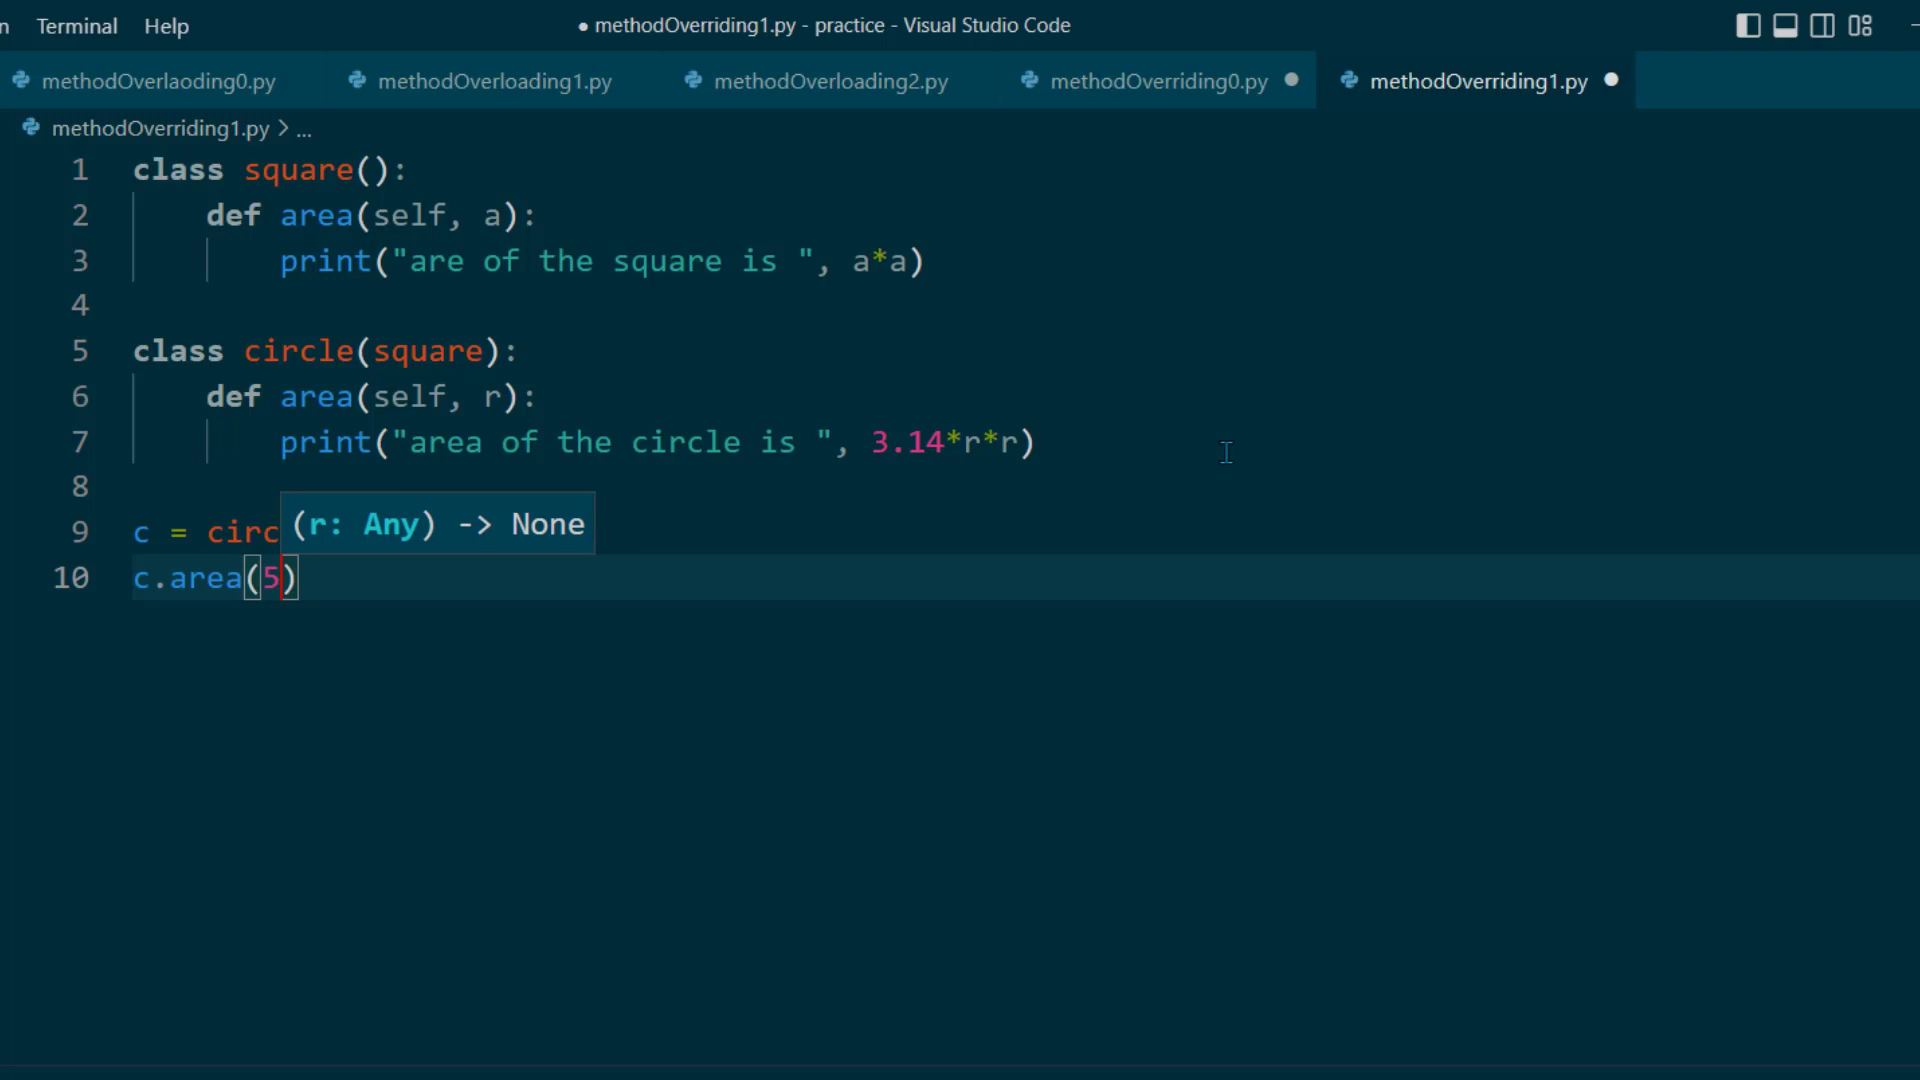 n Terminal Help ● methodOverriding1.py - practice - Visual Studio Code
methodOverlaoding0.py methodOverloading1.py methodOverloading2.py methodOverriding0.py methodOverriding1.py
methodOverriding1.py > ...
1 class square():
2 def area(self, a):
3 print("are of the square is ", a*a)
4
5 class circle(square):
6 def area(self, r):
7 print("area of the circle is ", 3.14*r*r)
8
(r: Any) -> None
9 c = circ
10 c.area(5)